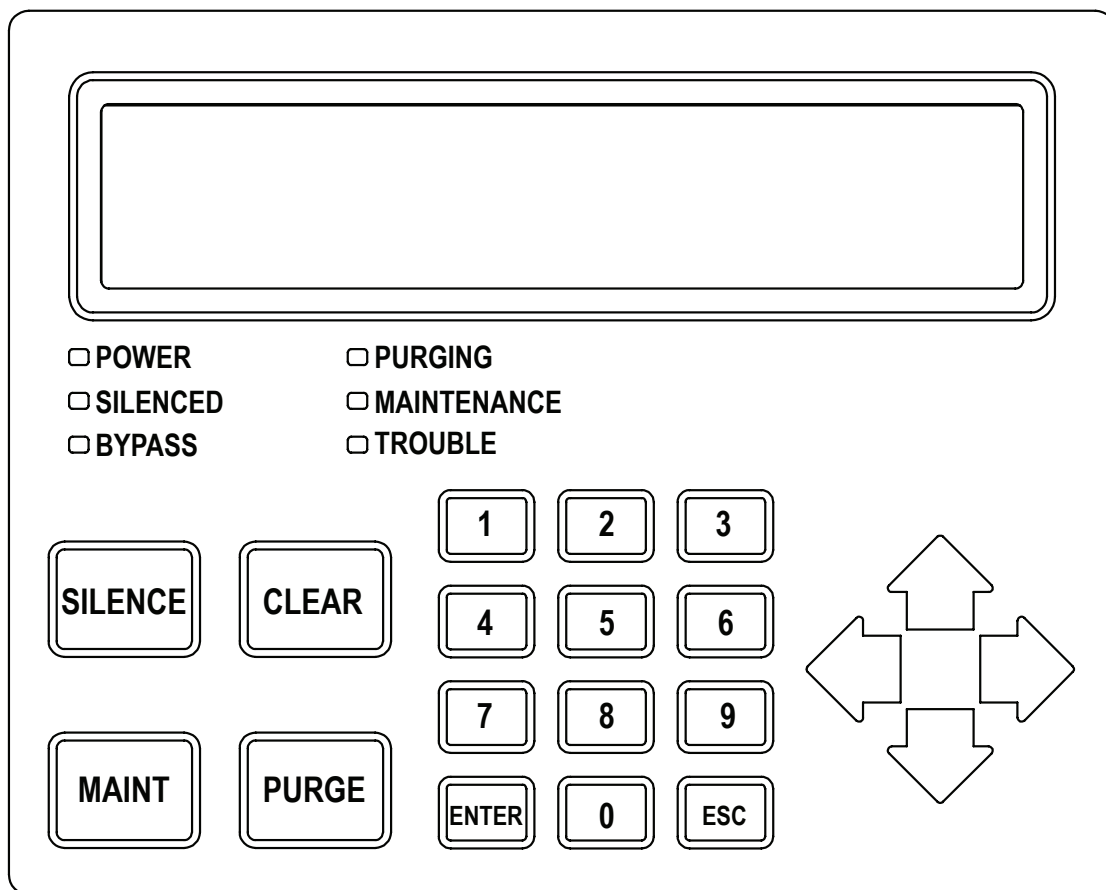 POWER PURGING
SILENCED MAINTENANCE
BYPASS TROUBLE
1 2 3
SILENCE CLEAR
4 5 6
7 8 9
MAINT PURGE
ENTER 0 ESC